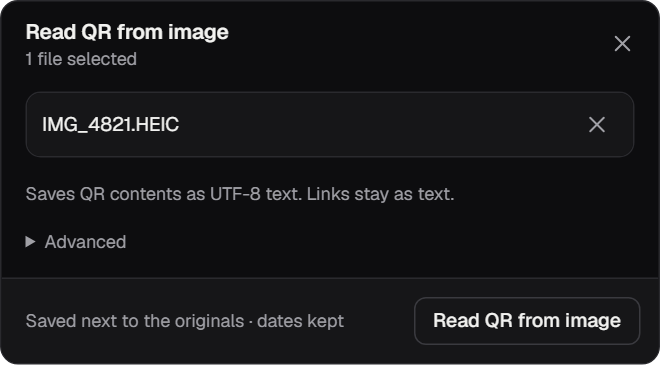 Read QR from image
1 file selected
IMG_4821.HEIC
Saves QR contents as UTF-8 text. Links stay as text.
Advanced
Saved next to the originals · dates kept
Read QR from image